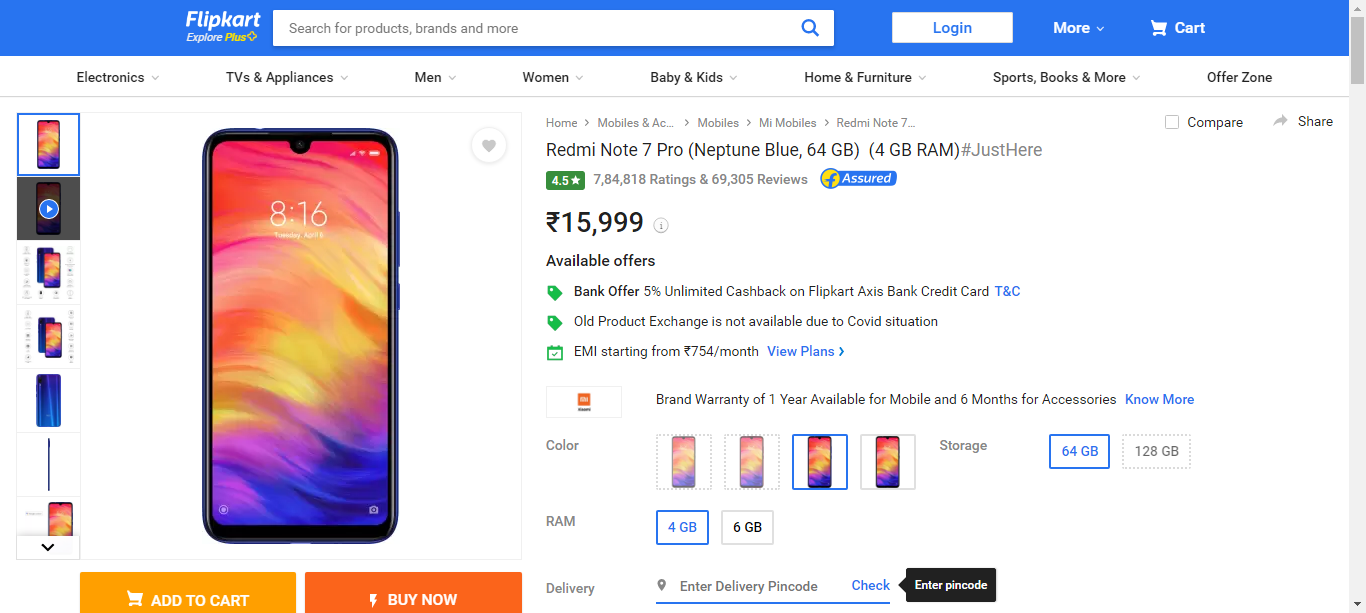 Flipkart
Explore Plus
Search for products, brands and more
Login
More
Cart
Electronics
TVs & Appliances
Men
Women
Baby & Kids
Home & Furniture
Sports, Books & More
Offer Zone
Home
Mobiles & Ac...
Mobiles
Mi Mobiles
Redmi Note 7...
Compare
Share
Redmi Note 7 Pro (Neptune Blue, 64 GB) (4 GB RAM)#JustHere
4.5★ 7,84,818 Ratings & 69,305 Reviews Assured
₹15,999
Available offers
Bank Offer 5% Unlimited Cashback on Flipkart Axis Bank Credit Card T&C
Old Product Exchange is not available due to Covid situation
EMI starting from ₹754/month View Plans
Brand Warranty of 1 Year Available for Mobile and 6 Months for Accessories Know More
Color
Storage
64 GB
128 GB
RAM
4 GB
6 GB
Delivery
Enter Delivery Pincode
Check
Enter pincode
8:16
Tuesday, April 8
ADD TO CART
BUY NOW